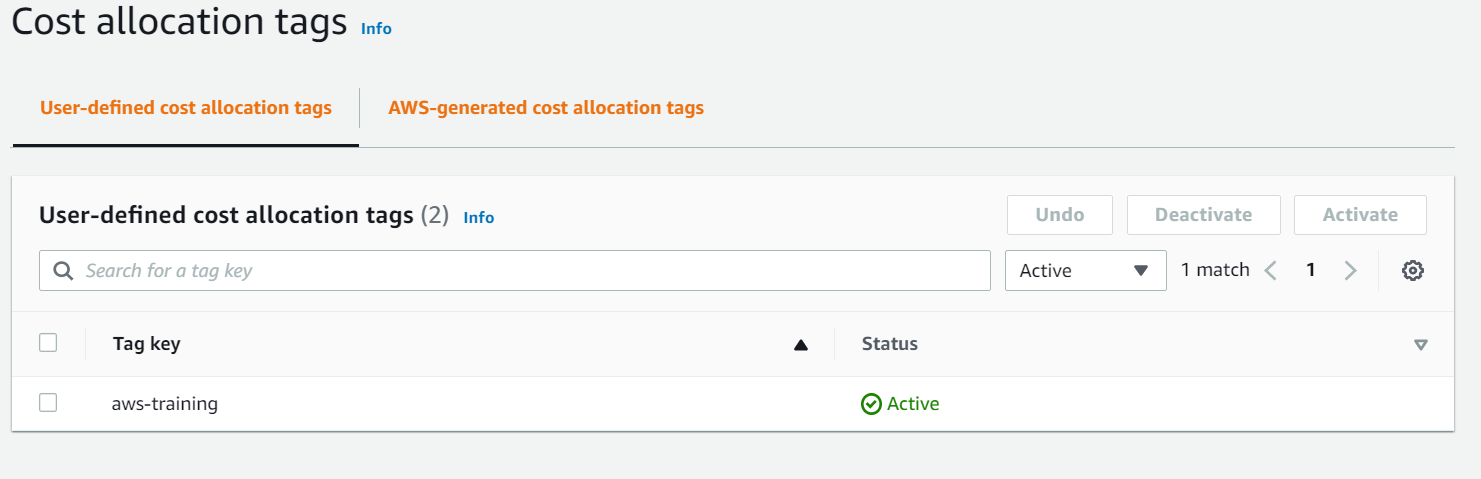 Cost allocation tags Info
User-defined cost allocation tags AWS-generated cost allocation tags
User-defined cost allocation tags (2) Info Undo Deactivate Activate
Search for a tag key Active 1 match 1
Tag key Status
aws-training Active